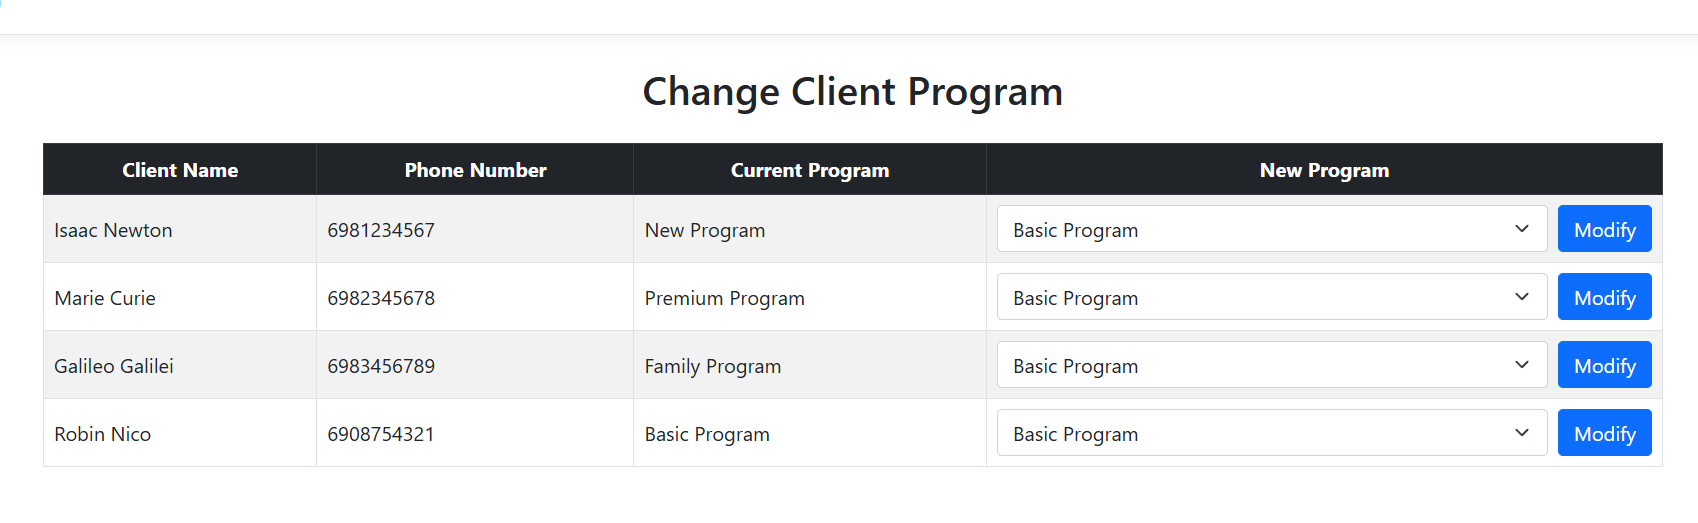 Change Client Program
Client Name Phone Number Current Program New Program
Isaac Newton 6981234567 New Program Basic Program Modify
Marie Curie 6982345678 Premium Program Basic Program Modify
Galileo Galilei 6983456789 Family Program Basic Program Modify
Robin Nico 6908754321 Basic Program Basic Program Modify